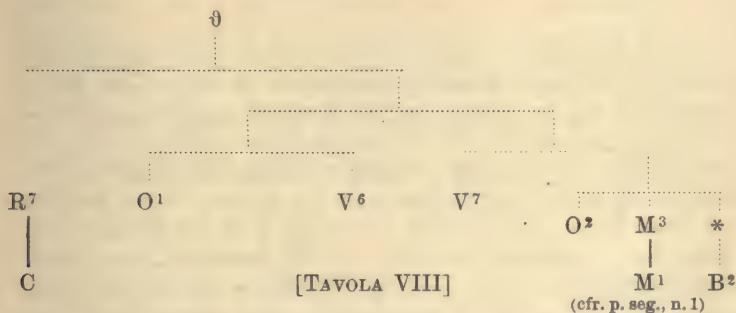 ϑ
R⁷ O¹ V⁶ V⁷
O² M³ *
C [TAVOLA VIII] M¹ B²
(cfr. p. seg., n. 1)